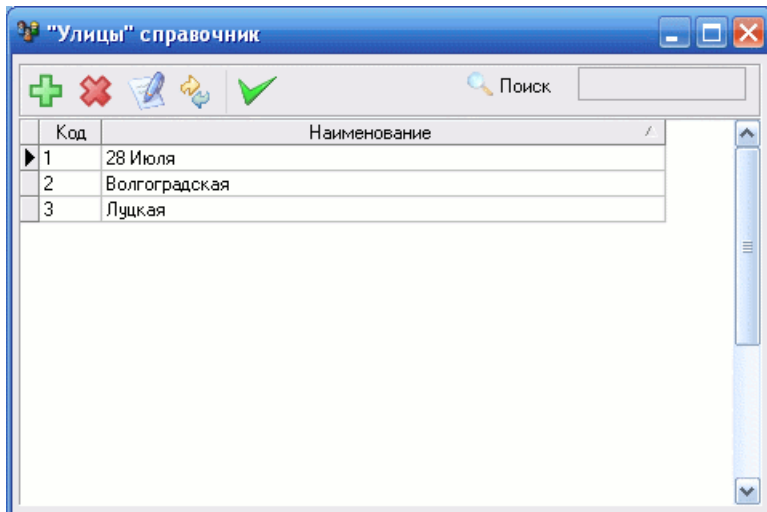 "Улицы" справочник
Поиск
Код Наименование
1 28 Июля
2 Волгоградская
3 Луцкая